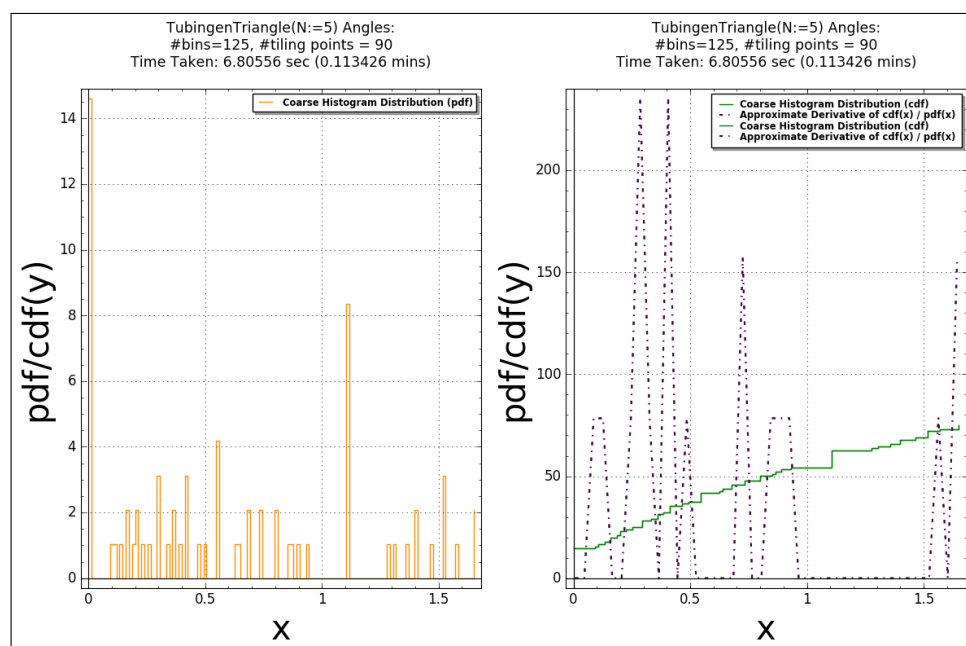 TubingenTriangle(N:=5) Angles:
#bins=125, #tiling points = 90
Time Taken: 6.80556 sec (0.113426 mins)
Coarse Histogram Distribution (pdf)
14
12
10
8
6
4
2
0
pdf/cdf(y)
0
0.5
1
1.5
x
TubingenTriangle(N:=5) Angles:
#bins=125, #tiling points = 90
Time Taken: 6.80556 sec (0.113426 mins)
Coarse Histogram Distribution (cdf)
Approximate Derivative of cdf(x) / pdf(x)
Coarse Histogram Distribution (cdf)
Approximate Derivative of cdf(x) / pdf(x)
200
150
100
50
0
pdf/cdf(y)
0
0.5
1
1.5
x